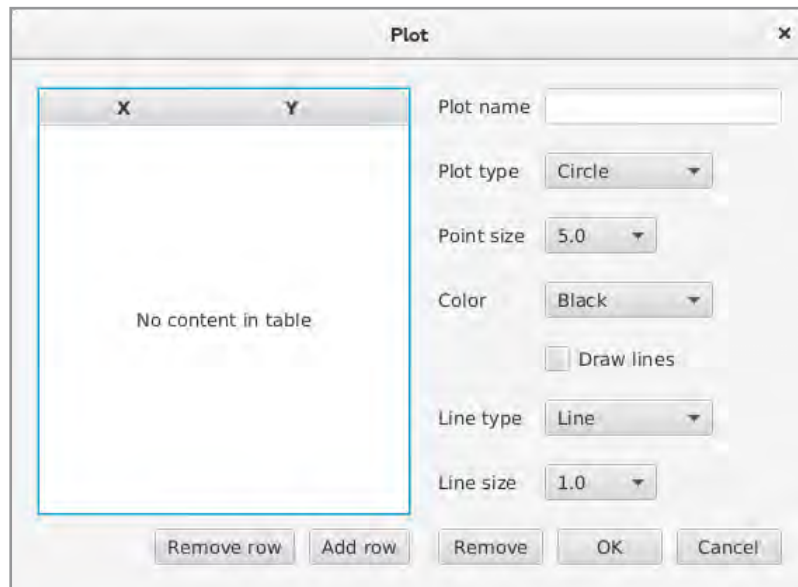 Plot
X Y
No content in table
Remove row Add row
Plot name
Plot type Circle
Point size 5.0
Color Black
Draw lines
Line type Line
Line size 1.0
Remove OK Cancel